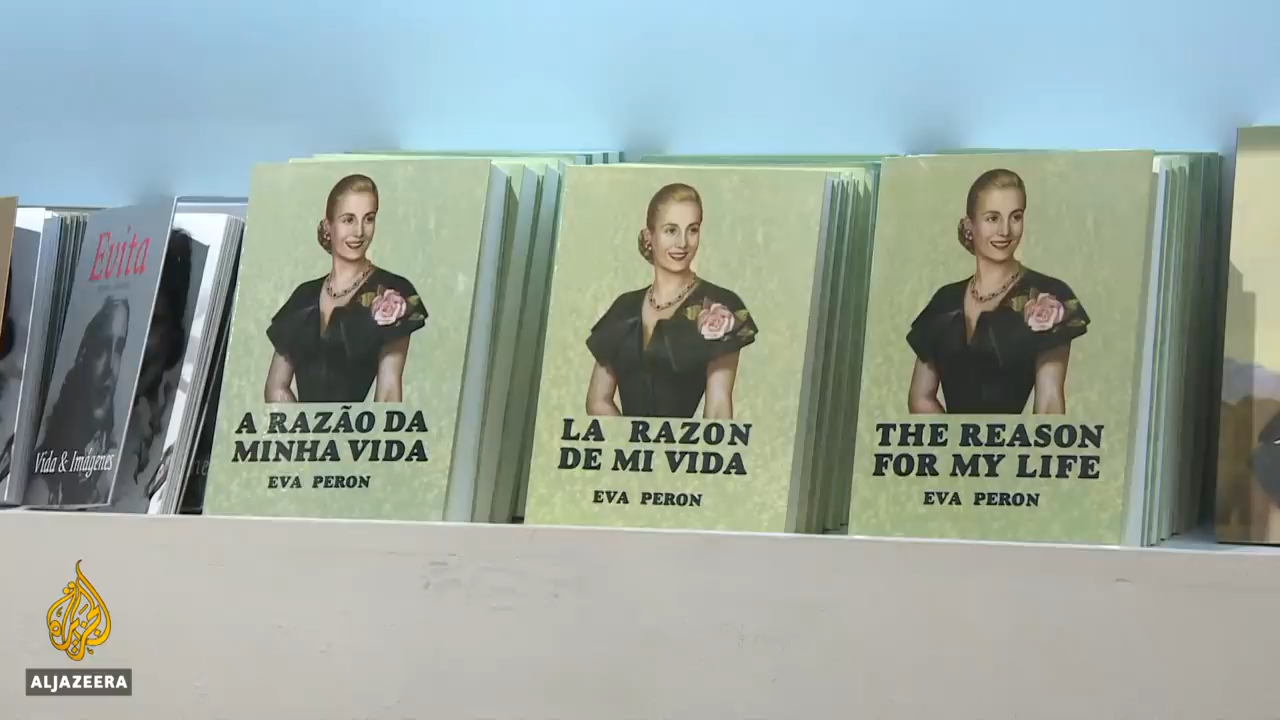 Evita
Vida & Imágenes
A RAZÃO DA
MINHA VIDA
EVA PERON
LA RAZON
DE MI VIDA
EVA PERON
THE REASON
FOR MY LIFE
EVA PERON
ALJAZEERA